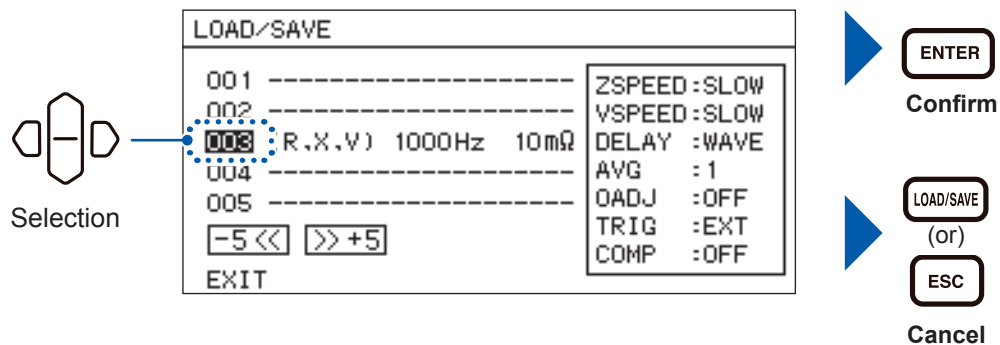 LOAD/SAVE
001 --------------------
002 --------------------
003 (R.X.V) 1000Hz 10mΩ
004 --------------------
005 --------------------
-5 << >> +5
EXIT
ZSPEED:SLOW
VSPEED:SLOW
DELAY :WAVE
AVG :1
OADJ :OFF
TRIG :EXT
COMP :OFF
Selection
ENTER
Confirm
LOAD/SAVE
(or)
ESC
Cancel